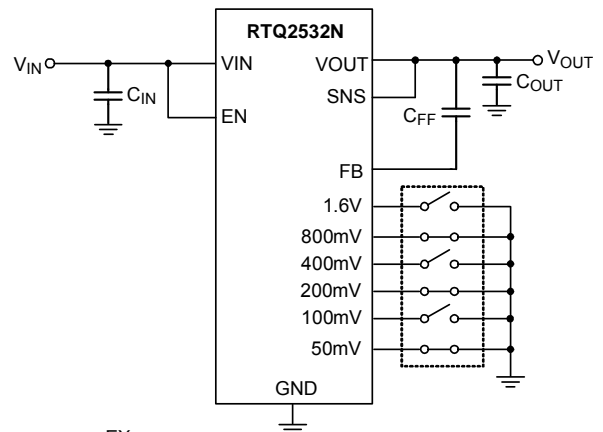 RTQ2532N
VIN
VIN
VOUT
VOUT
SNS
CIN
COUT
EN
CFF
FB
1.6V
800mV
400mV
200mV
100mV
50mV
GND